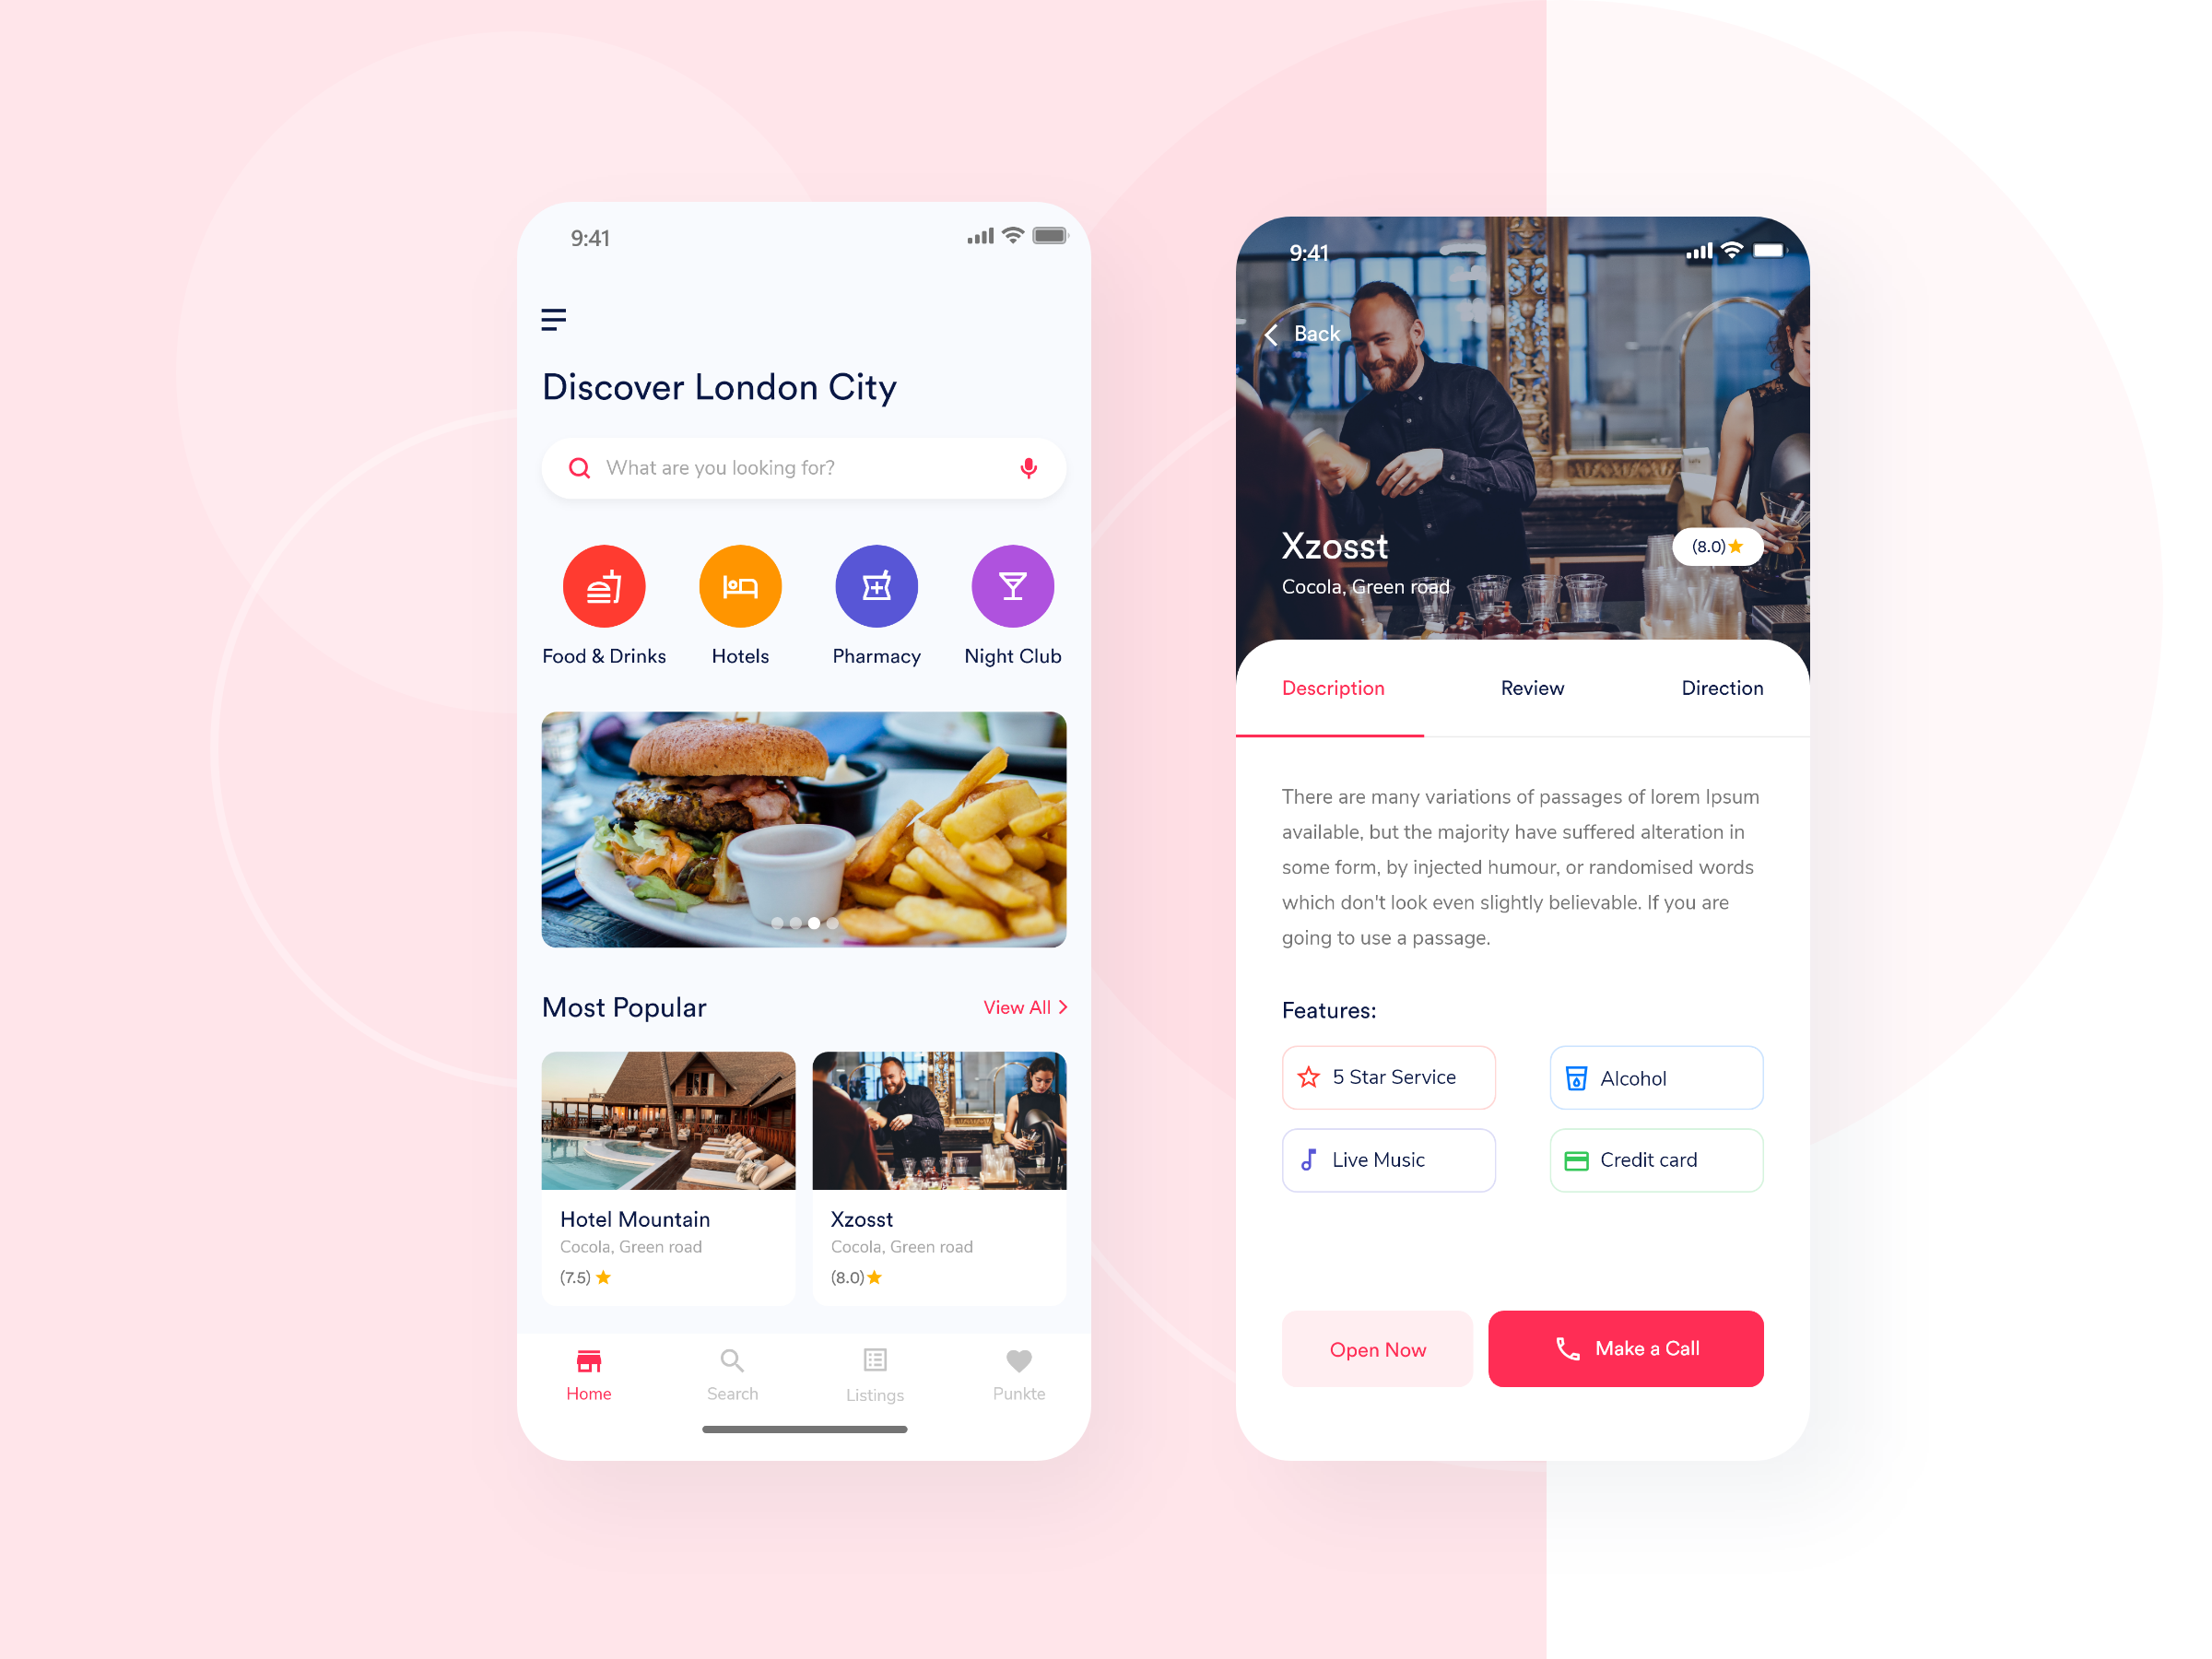 9:41
Discover London City
What are you looking for?
Food & Drinks
Hotels
Pharmacy
Night Club
Most Popular
View All
Hotel Mountain
Cocola, Green road
(7.5)
Xzosst
Cocola, Green road
(8.0)
Home
Search
Listings
Punkte
9:41
Back
Xzosst
(8.0)
Cocola, Green road
Description
Review
Direction
There are many variations of passages of lorem Ipsum
available, but the majority have suffered alteration in
some form, by injected humour, or randomised words
which don't look even slightly believable. If you are
going to use a passage.
Features:
5 Star Service
Alcohol
Live Music
Credit card
Open Now
Make a Call